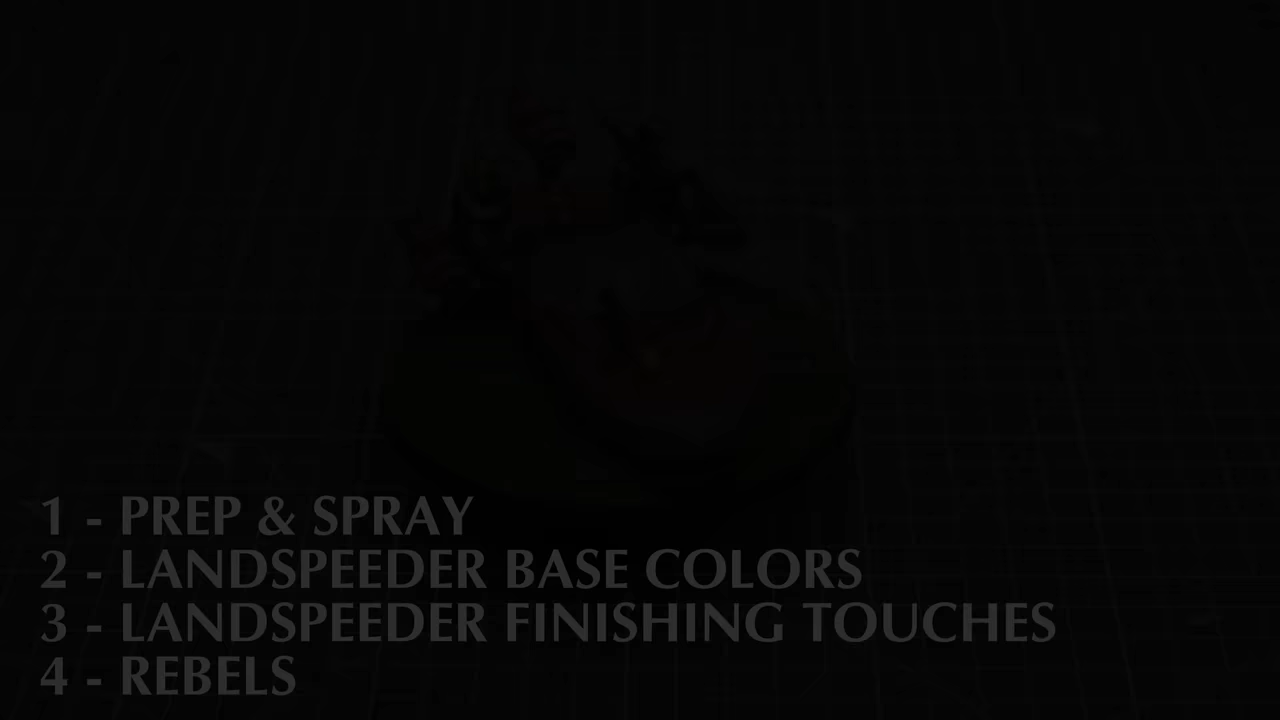 1 - PREP & SPRAY
2 - LANDSPEEDER BASE COLORS
3 - LANDSPEEDER FINISHING TOUCHES
4 - REBELS